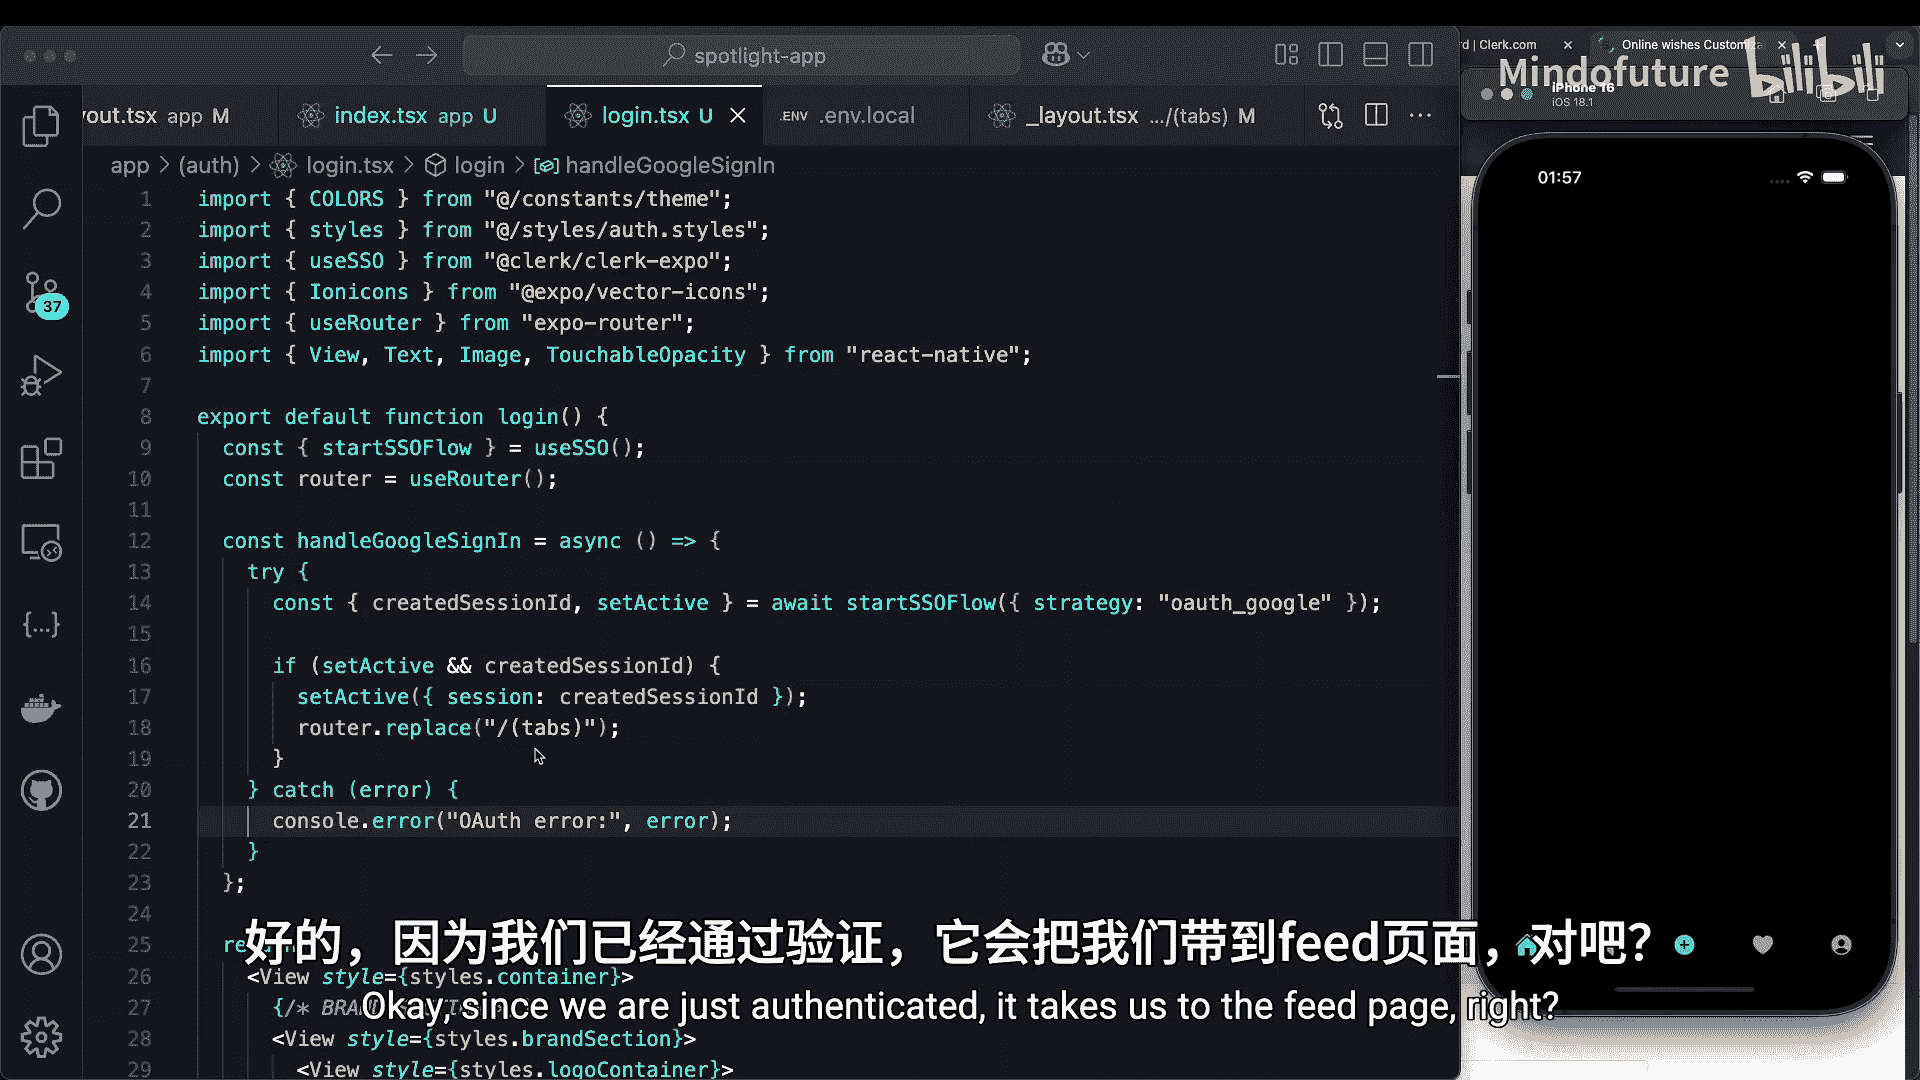 spotlight-app
rd | Clerk.com
Online wishes Customiza
Mindofuture
bilibili
iPhone 16
iOS 18.1
yout.tsx app M
index.tsx app U
login.tsx U
.ENV .env.local
_layout.tsx .../(tabs) M
app > (auth) > login.tsx > login > handleGoogleSignIn
1 import { COLORS } from "@/constants/theme";
2 import { styles } from "@/styles/auth.styles";
3 import { useSSO } from "@clerk/clerk-expo";
4 import { Ionicons } from "@expo/vector-icons";
5 import { useRouter } from "expo-router";
6 import { View, Text, Image, TouchableOpacity } from "react-native";
7
8 export default function login() {
9 const { startSSOFlow } = useSSO();
10 const router = useRouter();
11
12 const handleGoogleSignIn = async () => {
13 try {
14 const { createdSessionId, setActive } = await startSSOFlow({ strategy: "oauth_google" });
15
16 if (setActive && createdSessionId) {
17 setActive({ session: createdSessionId });
18 router.replace("/(tabs)");
19 }
20 } catch (error) {
21 console.error("OAuth error:", error);
22 }
23 };
24
25 re
26 <View style={styles.container}>
27 {/* BRA
28 <View style={styles.brandSection}>
29 <View style={styles.logoContainer}>
37
01:57
好的，因为我们已经通过验证，它会把我们带到feed页面，对吧？
Okay, since we are just authenticated, it takes us to the feed page, right?